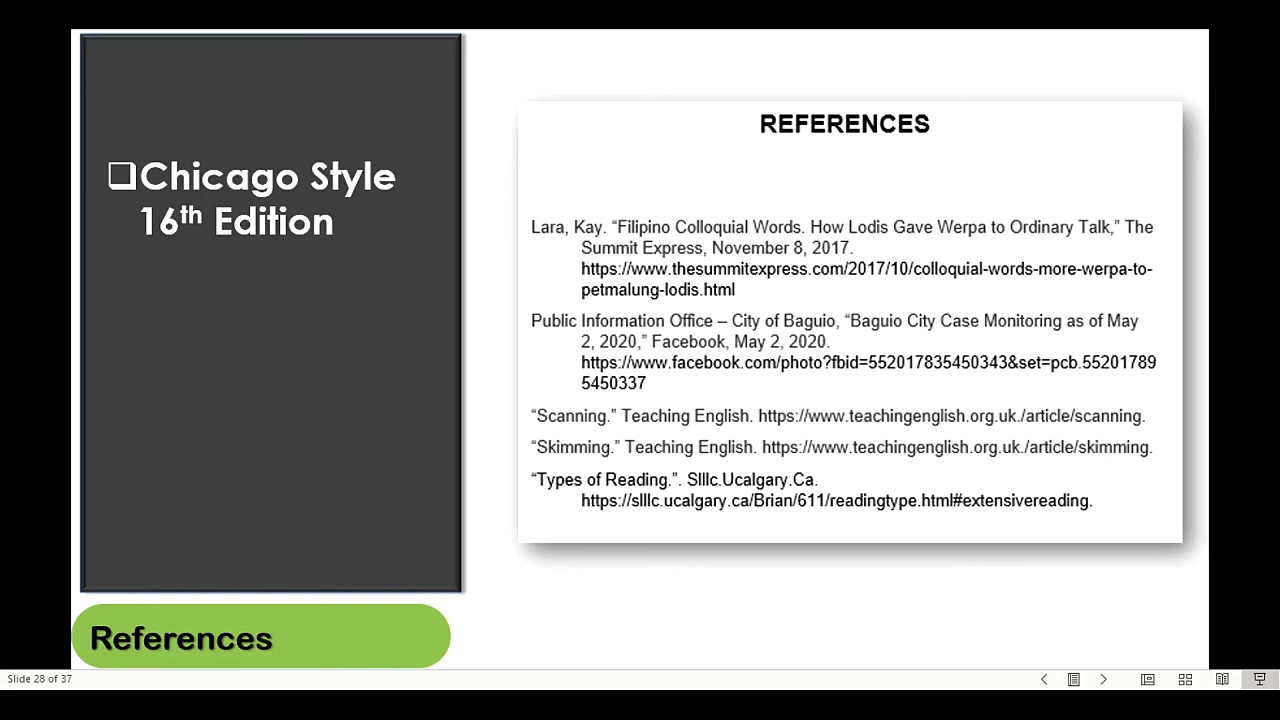 ❑Chicago Style
16th Edition
References
REFERENCES
Lara, Kay. “Filipino Colloquial Words. How Lodis Gave Werpa to Ordinary Talk,” The
Summit Express, November 8, 2017.
https://www.thesummitexpress.com/2017/10/colloquial-words-more-werpa-to-
petmalung-lodis.html
Public Information Office – City of Baguio, “Baguio City Case Monitoring as of May
2, 2020,” Facebook, May 2, 2020.
https://www.facebook.com/photo?fbid=552017835450343&set=pcb.55201789
5450337
“Scanning.” Teaching English. https://www.teachingenglish.org.uk./article/scanning.
“Skimming.” Teaching English. https://www.teachingenglish.org.uk./article/skimming.
“Types of Reading.”. Slllc.Ucalgary.Ca.
https://slllc.ucalgary.ca/Brian/611/readingtype.html#extensivereading.
Slide 28 of 37